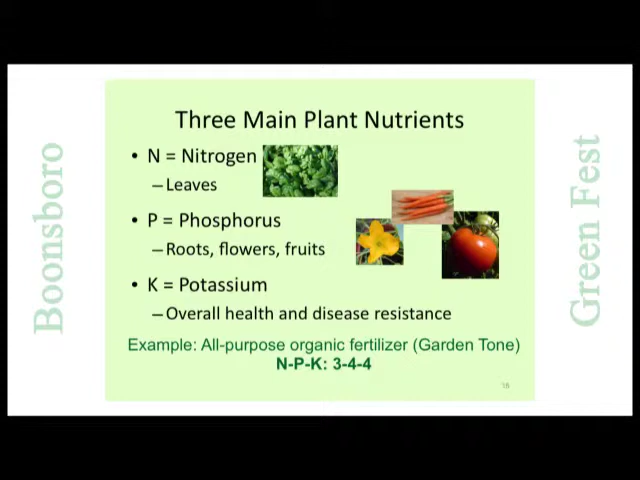 Boonsboro
Three Main Plant Nutrients
• N = Nitrogen
–Leaves
• P = Phosphorus
–Roots, flowers, fruits
• K = Potassium
–Overall health and disease resistance
Example: All-purpose organic fertilizer (Garden Tone)
N-P-K: 3-4-4
16
Green Fest